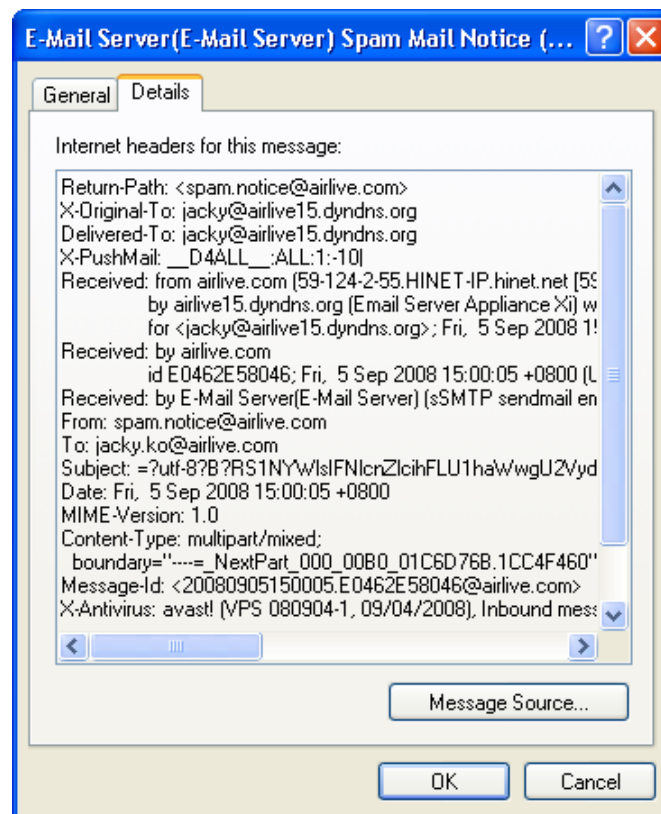 E-Mail Server(E-Mail Server) Spam Mail Notice (...
General Details
Internet headers for this message:
Return-Path: <spam.notice@airlive.com>
X-Original-To: jacky@airlive15.dyndns.org
Delivered-To: jacky@airlive15.dyndns.org
X-PushMail: __D4ALL__:ALL:1:-10|
Received: from airlive.com (59-124-2-55.HINET-IP.hinet.net [59
by airlive15.dyndns.org (Email Server Appliance Xi) w
for <jacky@airlive15.dyndns.org>; Fri, 5 Sep 2008 1
Received: by airlive.com
id E0462E58046; Fri, 5 Sep 2008 15:00:05 +0800 (
Received: by E-Mail Server(E-Mail Server) (sSMTP sendmail en
From: spam.notice@airlive.com
To: jacky.ko@airlive.com
Subject: =?utf-8?B?RS1NYWlsIFNlcnZlcihFLU1haWwgU2Vyd
Date: Fri, 5 Sep 2008 15:00:05 +0800
MIME-Version: 1.0
Content-Type: multipart/mixed;
boundary="----=_NextPart_000_00B0_01C6D76B.1CC4F460"
Message-Id: <20080905150005.E0462E58046@airlive.com>
X-Antivirus: avast! (VPS 080904-1, 09/04/2008), Inbound mess
Message Source...
OK Cancel